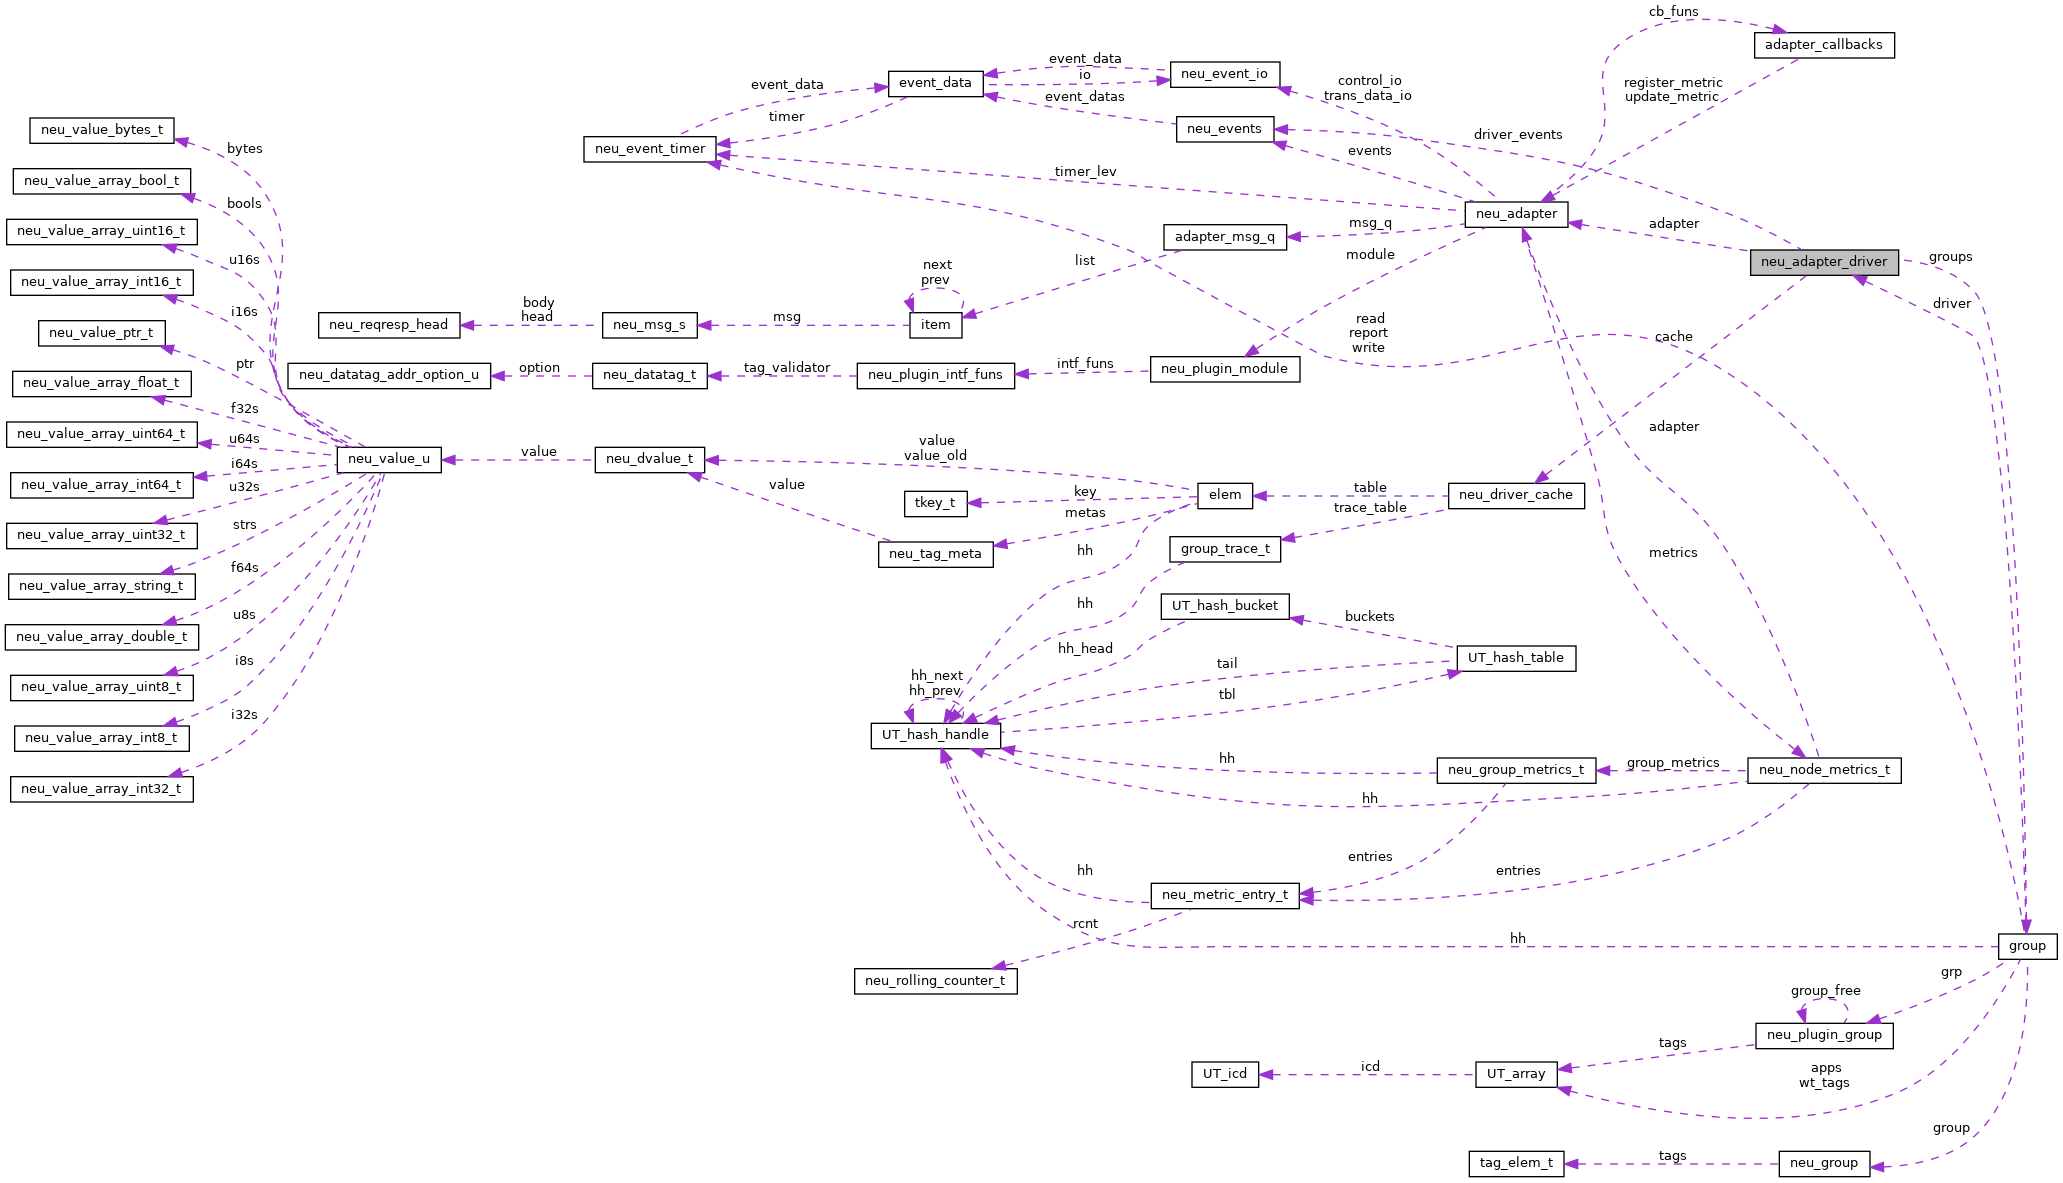 cb_funs
adapter_callbacks
event_data
io
neu_event_io
event_data
event_data
control_io
trans_data_io
register_metric
update_metric
event_datas
timer
neu_events
driver_events
neu_value_bytes_t
bytes
neu_event_timer
events
timer_lev
neu_value_array_bool_t
bools
neu_adapter
adapter
msg_q
adapter_msg_q
neu_value_array_uint16_t
u16s
list
module
neu_adapter_driver
groups
next
prev
neu_value_array_int16_t
i16s
body
head
driver
neu_reqresp_head
neu_msg_s
msg
item
read
report
write
cache
neu_value_ptr_t
ptr
neu_datatag_addr_option_u
option
neu_datatag_t
tag_validator
neu_plugin_intf_funs
intf_funs
neu_plugin_module
neu_value_array_float_t
f32s
neu_value_array_uint64_t
u64s
adapter
value
value_old
neu_value_u
value
neu_dvalue_t
neu_value_array_int64_t
i64s
u32s
value
key
tkey_t
elem
table
neu_driver_cache
trace_table
metas
neu_value_array_uint32_t
strs
neu_tag_meta
hh
group_trace_t
metrics
neu_value_array_string_t
f64s
hh
UT_hash_bucket
buckets
neu_value_array_double_t
u8s
hh_head
UT_hash_table
tail
neu_value_array_uint8_t
i8s
hh_next
hh_prev
tbl
neu_value_array_int8_t
i32s
UT_hash_handle
hh
neu_group_metrics_t
group_metrics
neu_node_metrics_t
neu_value_array_int32_t
hh
entries
hh
entries
neu_metric_entry_t
rcnt
hh
group
neu_rolling_counter_t
grp
group_free
neu_plugin_group
tags
UT_icd
icd
UT_array
apps
wt_tags
group
tag_elem_t
tags
neu_group